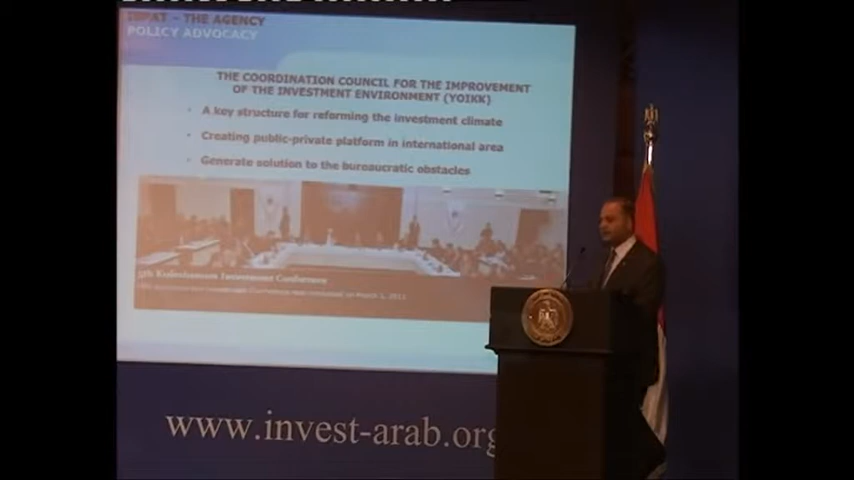 ISPAT – THE AGENCY
POLICY ADVOCACY
THE COORDINATION COUNCIL FOR THE IMPROVEMENT
OF THE INVESTMENT ENVIRONMENT (YOIKK)
• A key structure for reforming the investment climate
• Creating public-private platform in international area
• Generate solution to the bureaucratic obstacles
Investment Conference
www.invest-arab.org